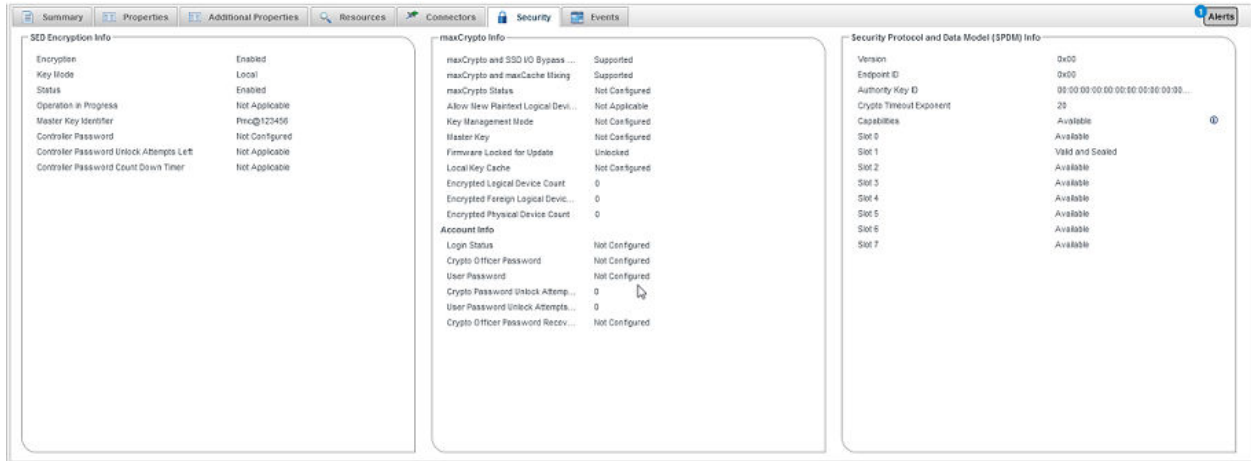 Summary Properties Additional Properties Resources Connectors Security Events 1 Alerts
SED Encryption Info
Encryption Enabled
Key Mode Local
Status Enabled
Operation in Progress Not Applicable
Master Key Identifier Pmc@123456
Controller Password Not Configured
Controller Password Unlock Attempts Left Not Applicable
Controller Password Count Down Timer Not Applicable
maxCrypto Info
maxCrypto and SSD I/O Bypass ... Supported
maxCrypto and maxCache Mixing Supported
maxCrypto Status Not Configured
Allow New Plaintext Logical Devi... Not Applicable
Key Management Mode Not Configured
Master Key Not Configured
Firmware Locked for Update Unlocked
Local Key Cache Not Configured
Encrypted Logical Device Count 0
Encrypted Foreign Logical Devic... 0
Encrypted Physical Device Count 0
Account Info
Login Status Not Configured
Crypto Officer Password Not Configured
User Password Not Configured
Crypto Password Unlock Attemp... 0
User Password Unlock Attempts... 0
Crypto Officer Password Recov... Not Configured
Security Protocol and Data Model (SPDM) Info
Version 0x00
Endpoint ID 0x00
Authority Key ID 00:00:00:00:00:00:00:00:00:00...
Crypto Timeout Exponent 20
Capabilities Available
Slot 0 Available
Slot 1 Valid and Sealed
Slot 2 Available
Slot 3 Available
Slot 4 Available
Slot 5 Available
Slot 6 Available
Slot 7 Available